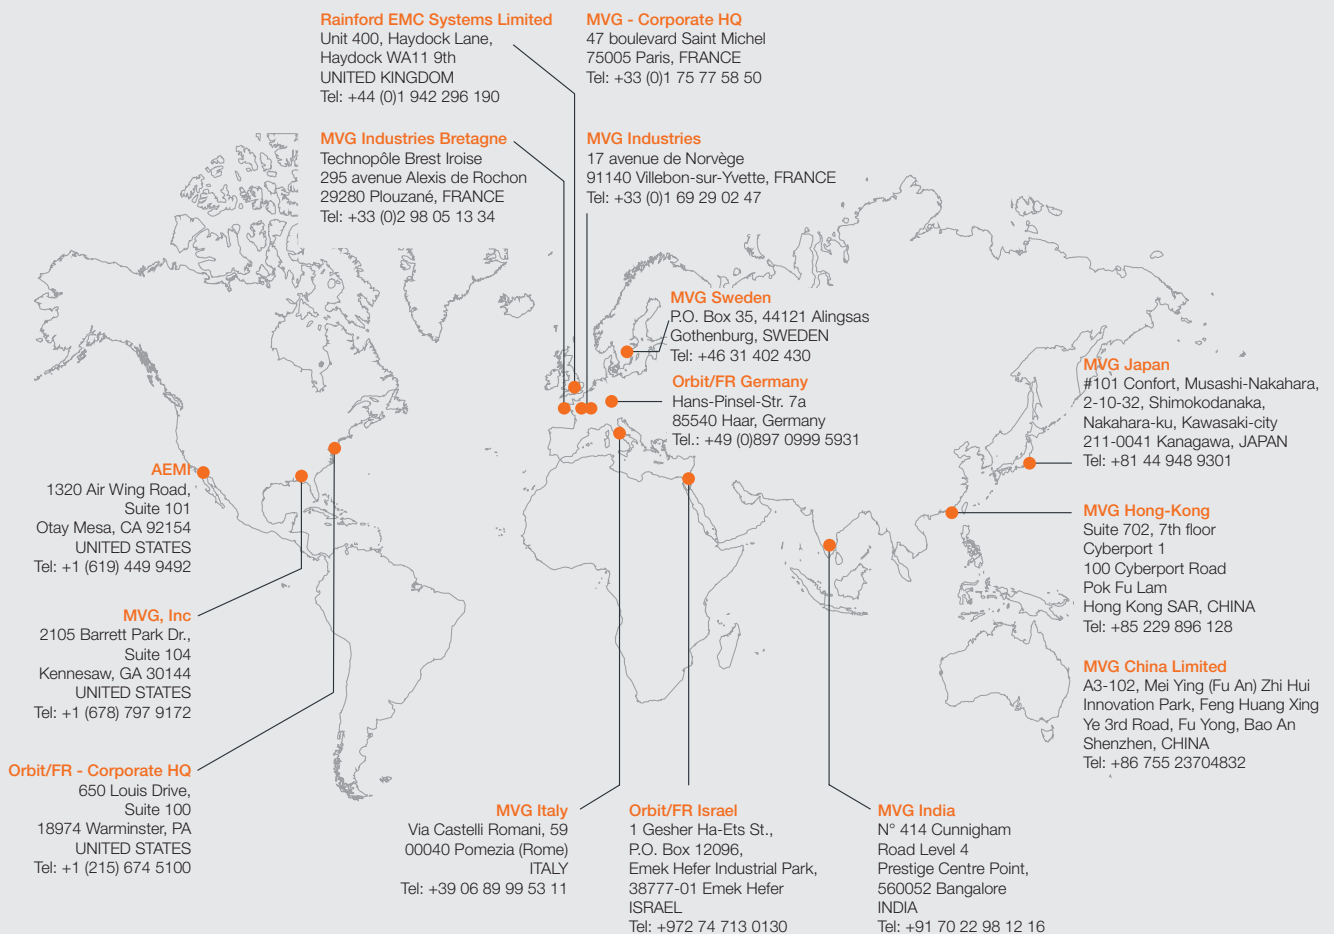 Rainford EMC Systems Limited
Unit 400, Haydock Lane,
Haydock WA11 9th
UNITED KINGDOM
Tel: +44 (0)1 942 296 190
MVG - Corporate HQ
47 boulevard Saint Michel
75005 Paris, FRANCE
Tel: +33 (0)1 75 77 58 50
MVG Industries Bretagne
Technopôle Brest Iroise
295 avenue Alexis de Rochon
29280 Plouzané, FRANCE
Tel: +33 (0)2 98 05 13 34
MVG Industries
17 avenue de Norvège
91140 Villebon-sur-Yvette, FRANCE
Tel: +33 (0)1 69 29 02 47
MVG Sweden
P.O. Box 35, 44121 Alingsas
Gothenburg, SWEDEN
Tel: +46 31 402 430
Orbit/FR Germany
Hans-Pinsel-Str. 7a
85540 Haar, Germany
Tel.: +49 (0)897 0999 5931
MVG Japan
#101 Confort, Musashi-Nakahara,
2-10-32, Shimokodanaka,
Nakahara-ku, Kawasaki-city
211-0041 Kanagawa, JAPAN
Tel: +81 44 948 9301
AEMI
1320 Air Wing Road,
Suite 101
Otay Mesa, CA 92154
UNITED STATES
Tel: +1 (619) 449 9492
MVG Hong-Kong
Suite 702, 7th floor
Cyberport 1
100 Cyberport Road
Pok Fu Lam
Hong Kong SAR, CHINA
Tel: +85 229 896 128
MVG, Inc
2105 Barrett Park Dr.,
Suite 104
Kennesaw, GA 30144
UNITED STATES
Tel: +1 (678) 797 9172
MVG China Limited
A3-102, Mei Ying (Fu An) Zhi Hui
Innovation Park, Feng Huang Xing
Ye 3rd Road, Fu Yong, Bao An
Shenzhen, CHINA
Tel: +86 755 23704832
Orbit/FR - Corporate HQ
650 Louis Drive,
Suite 100
18974 Warminster, PA
UNITED STATES
Tel: +1 (215) 674 5100
MVG Italy
Via Castelli Romani, 59
00040 Pomezia (Rome)
ITALY
Tel: +39 06 89 99 53 11
Orbit/FR Israel
1 Gesher Ha-Ets St.,
P.O. Box 12096,
Emek Hefer Industrial Park,
38777-01 Emek Hefer
ISRAEL
Tel: +972 74 713 0130
MVG India
N° 414 Cunnigham
Road Level 4
Prestige Centre Point,
560052 Bangalore
INDIA
Tel: +91 70 22 98 12 16